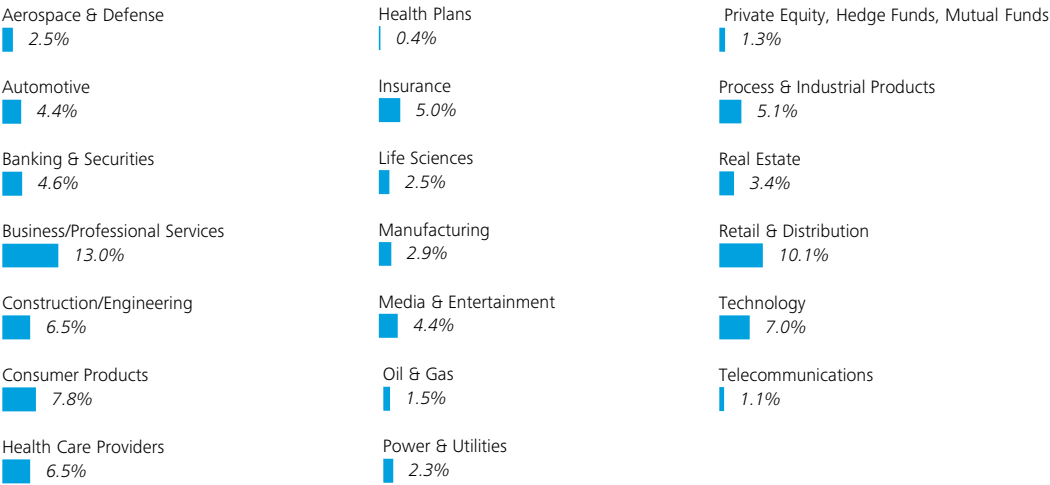 Aerospace & Defense
2.5%
Automotive
4.4%
Banking & Securities
4.6%
Business/Professional Services
13.0%
Construction/Engineering
6.5%
Consumer Products
7.8%
Health Care Providers
6.5%
Health Plans
0.4%
Insurance
5.0%
Life Sciences
2.5%
Manufacturing
2.9%
Media & Entertainment
4.4%
Oil & Gas
1.5%
Power & Utilities
2.3%
Private Equity, Hedge Funds, Mutual Funds
1.3%
Process & Industrial Products
5.1%
Real Estate
3.4%
Retail & Distribution
10.1%
Technology
7.0%
Telecommunications
1.1%